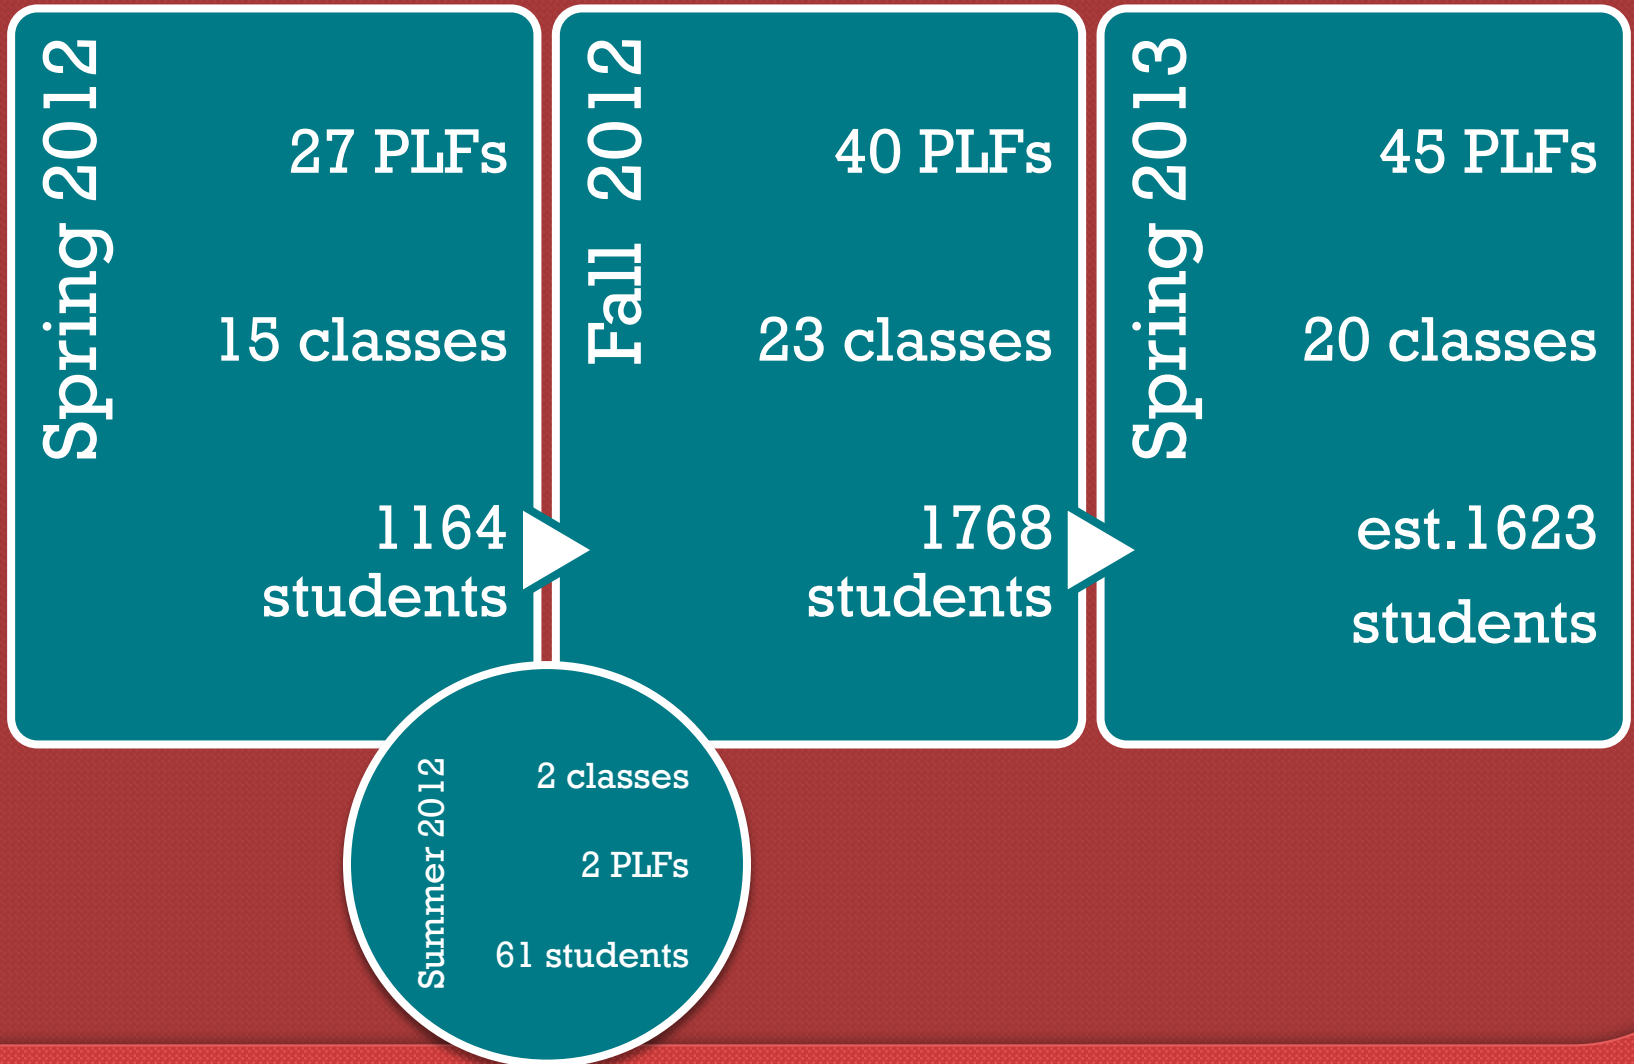 Spring 2012
27 PLFs
15 classes
1164
students
Fall 2012
40 PLFs
23 classes
1768
students
Spring 2013
45 PLFs
20 classes
est.1623
students
Summer 2012
2 classes
2 PLFs
61 students